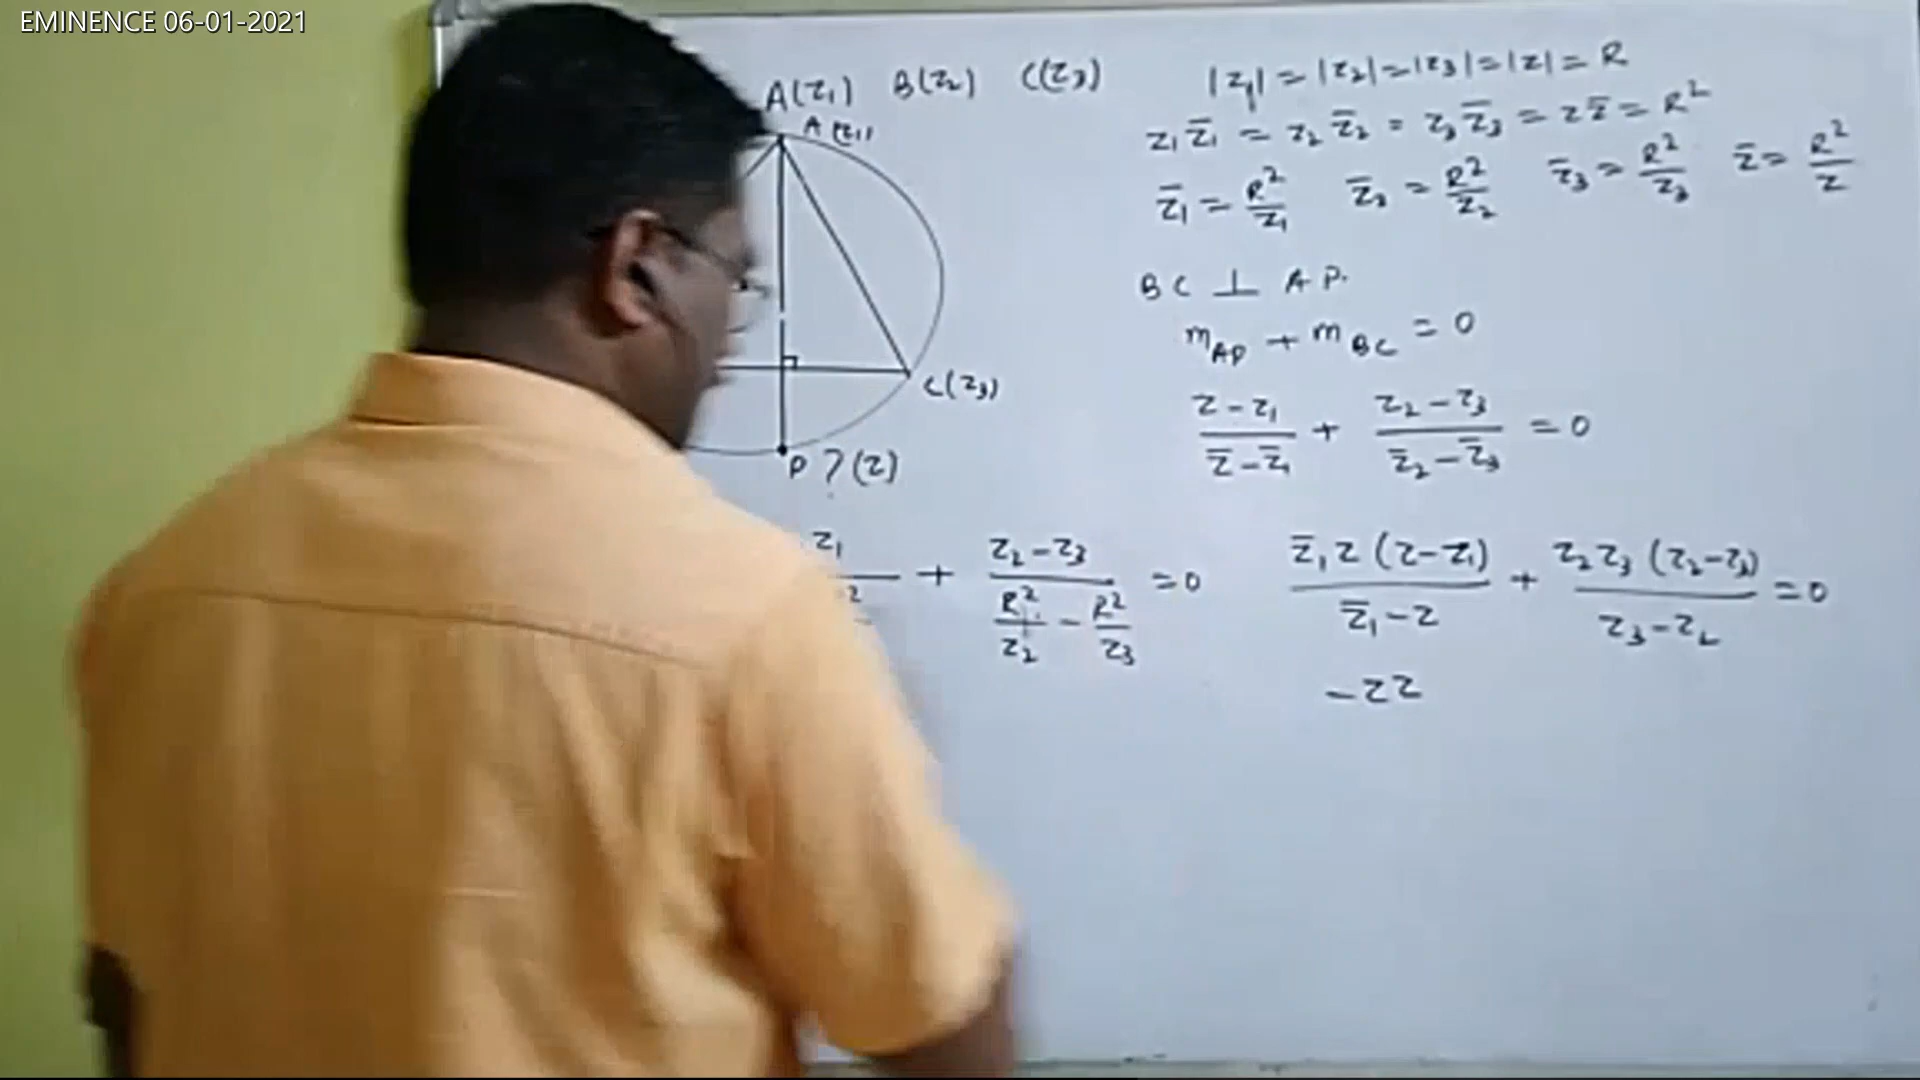 EMINENCE 06-01-2021
A(z₁) B(z₂) C(z₃)
A(z₁)
C(z₃)
P ? (z)
|z₁| = |z₂| = |z₃| = |z| = R
z₁z̄₁ = z₂z̄₂ = z₃z̄₃ = zz̄ = R²
z̄₁ = R²/z₁ z̄₂ = R²/z₂ z̄₃ = R²/z₃ z̄ = R²/z
BC ⊥ AP.
m_AP + m_BC = 0
(z - z₁)/(z̄ - z̄₁) + (z₂ - z₃)/(z̄₂ - z̄₃) = 0
z₁ + (z₂ - z₃)/(R²/z₂ - R²/z₃) = 0
z̄₁z(z - z₁)/(z̄₁ - z) + z₂z₃(z₂ - z₃)/(z₃ - z₂) = 0
- zz